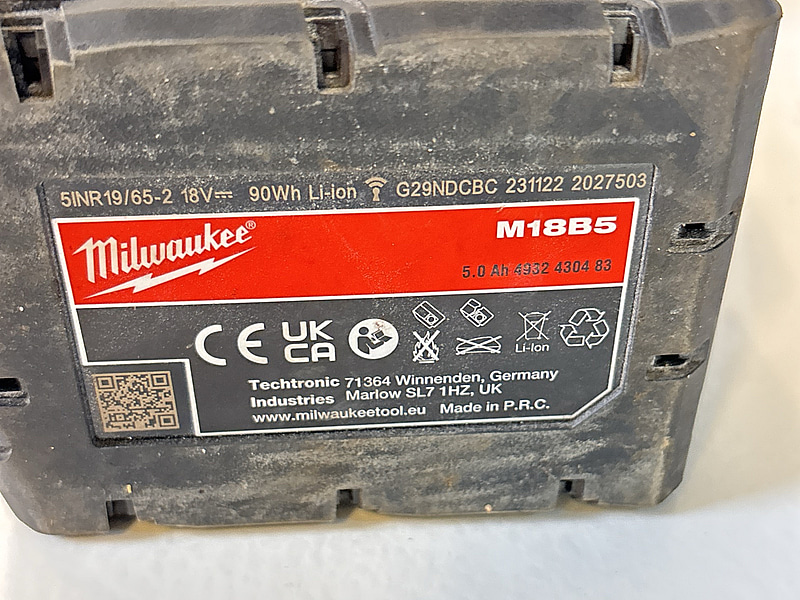 5INR19/65-2 18V⎓ 90Wh Li-ion G29NDCBC 231122 2027503
Milwaukee®
M18B5
5.0 Ah 4932 4304 83
CE UK CA
Li-Ion
Techtronic Industries
71364 Winnenden, Germany
Marlow SL7 1HZ, UK
www.milwaukeetool.eu Made in P.R.C.